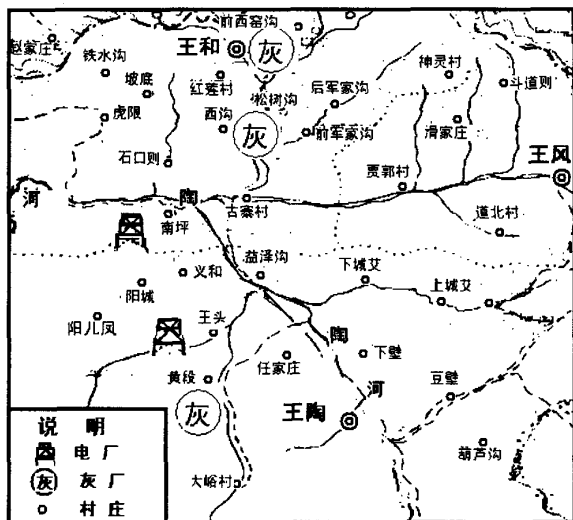 前西窑沟
赵家庄
王和
灰
铁水沟
神灵村
坡底
红莲村
松树沟
后军家沟
斗道则
虎限
西沟
灰
前军家沟
滑家庄
石口则
贾郭村
王风
河
陶
古寨村
南坪
道北村
益泽沟
下城艾
义和
阳城
上城艾
阳儿凤
王头
陶
下壁
任家庄
黄段
河
豆壁
灰
王陶
葫芦沟
大峪村
说 明
电 厂
灰 灰 厂
村 庄